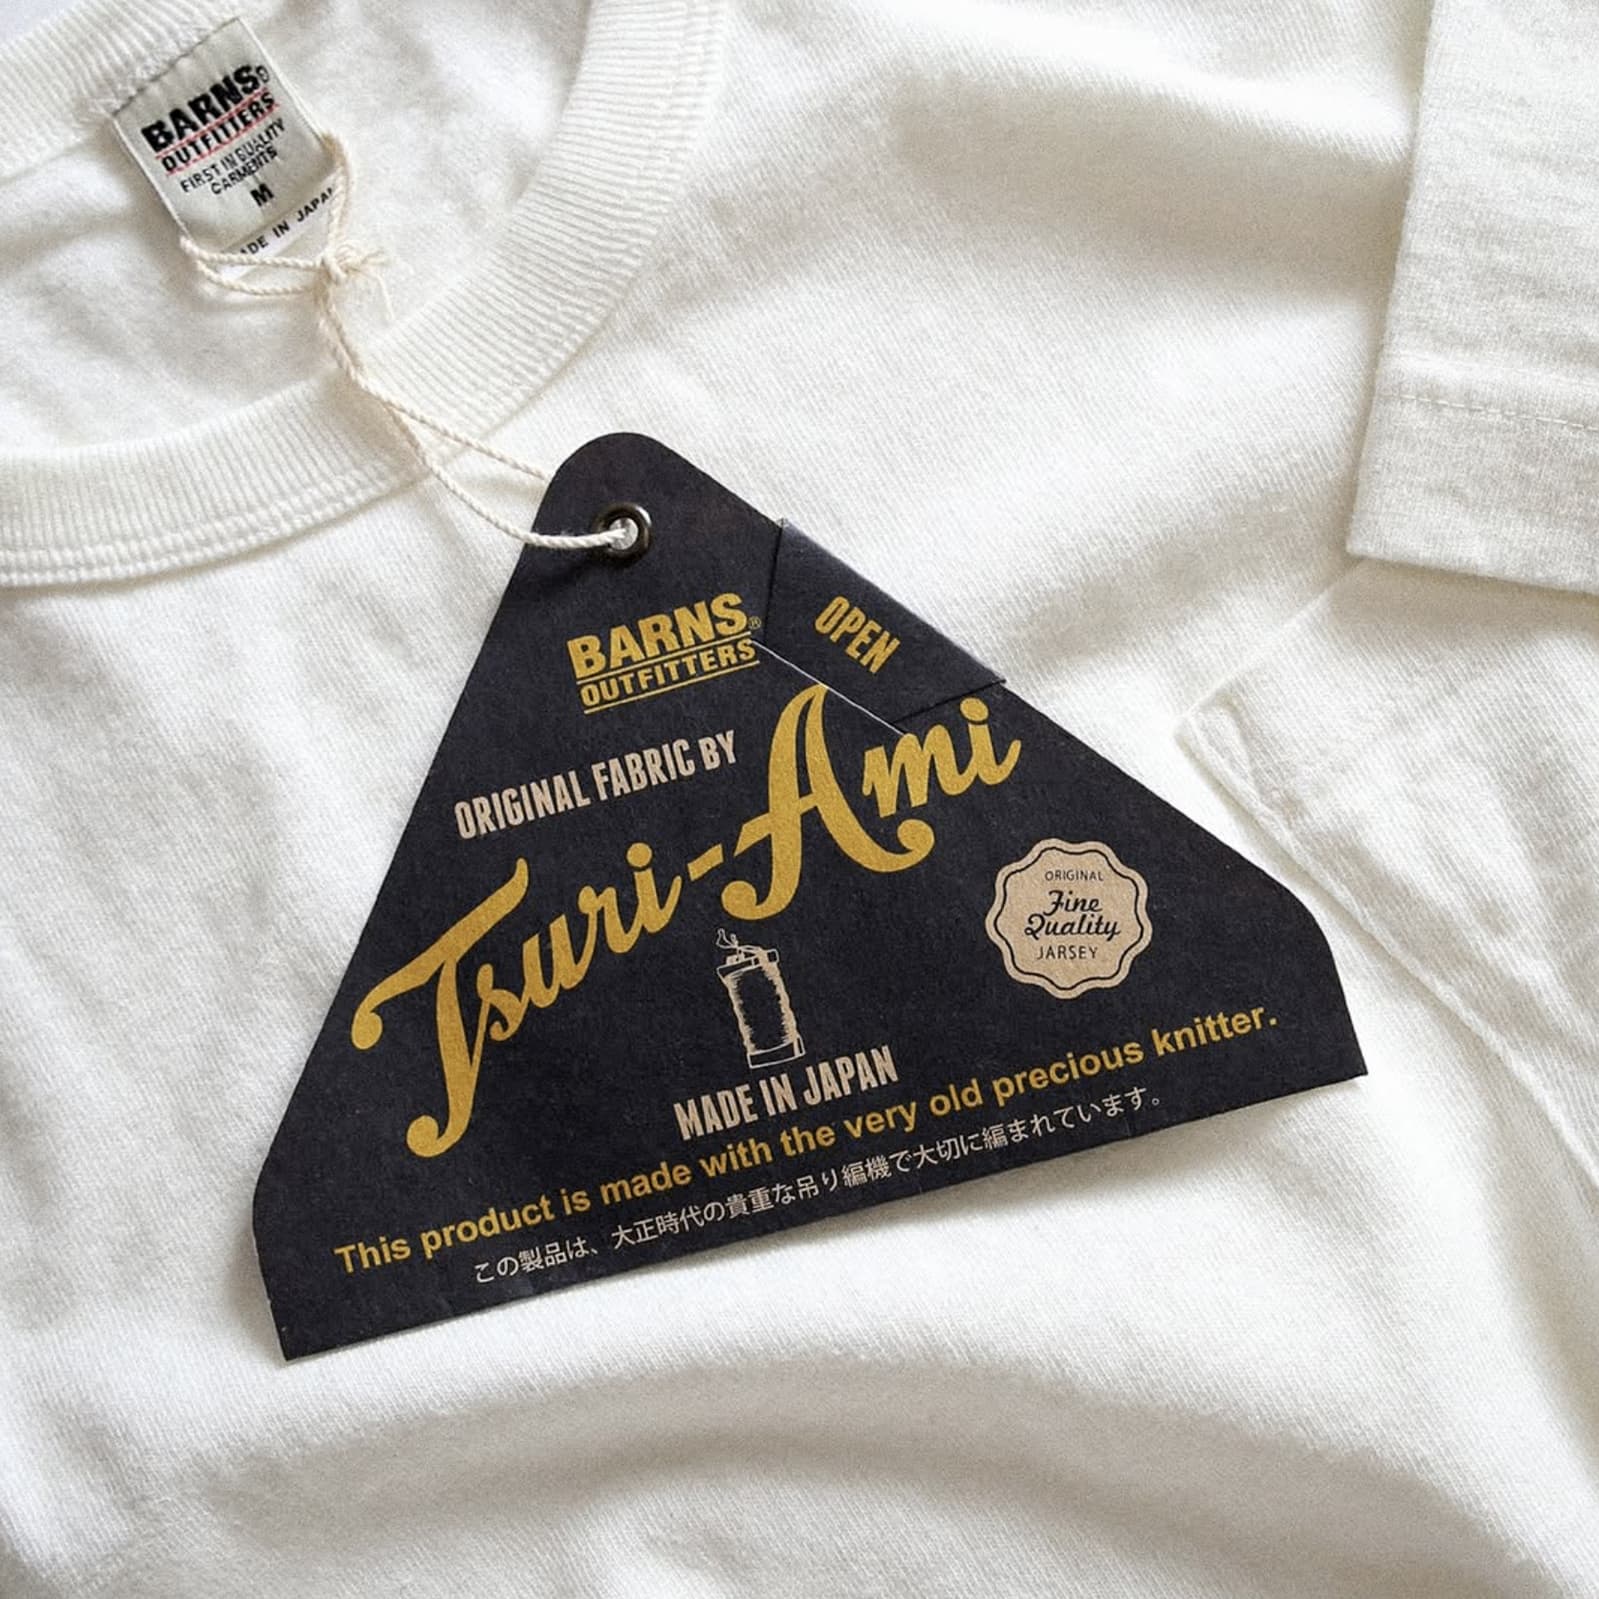 BARNS®
OUTFITTERS
FIRST IN QUALITY
GARMENTS
M
ADE IN JAPAN
BARNS®
OUTFITTERS
OPEN
ORIGINAL FABRIC BY
Tsuri-Ami
ORIGINAL
Fine
Quality
JARSEY
MADE IN JAPAN
This product is made with the very old precious knitter.
この製品は、大正時代の貴重な吊り編機で大切に編まれています。